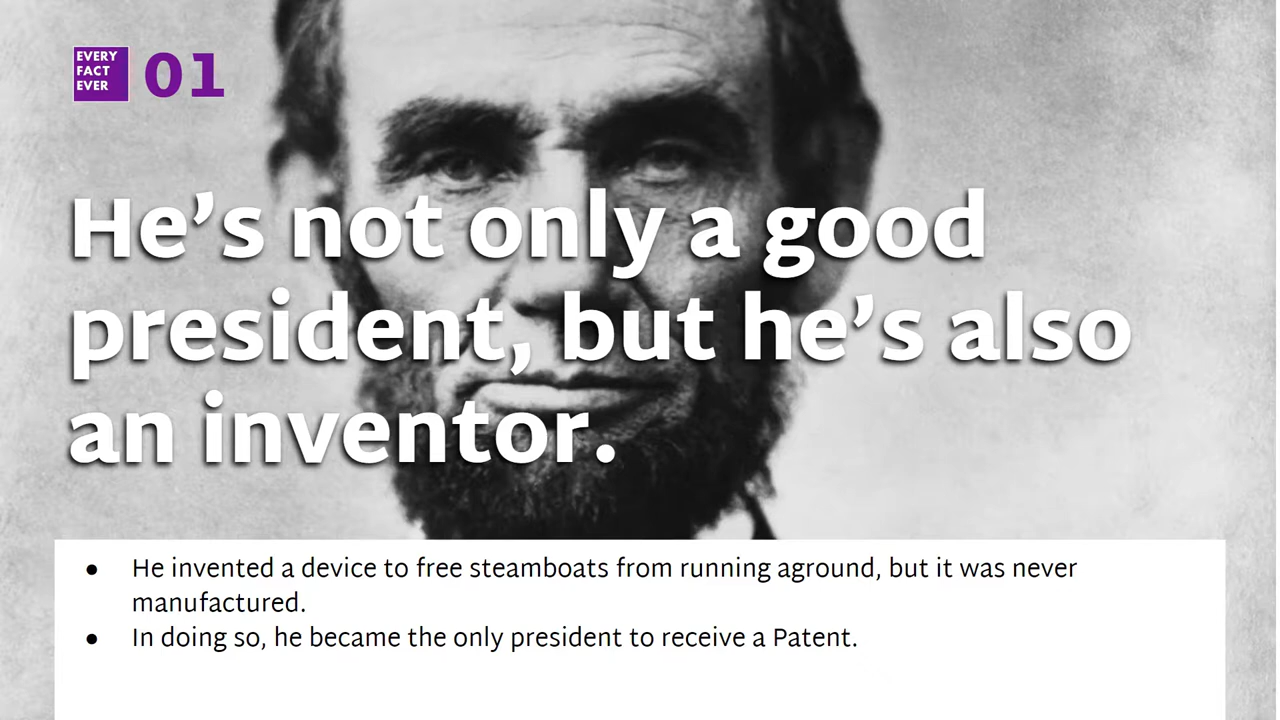 EVERY
FACT
EVER
01
He’s not only a good
president, but he’s also
an inventor.
● He invented a device to free steamboats from running aground, but it was never
manufactured.
● In doing so, he became the only president to receive a Patent.